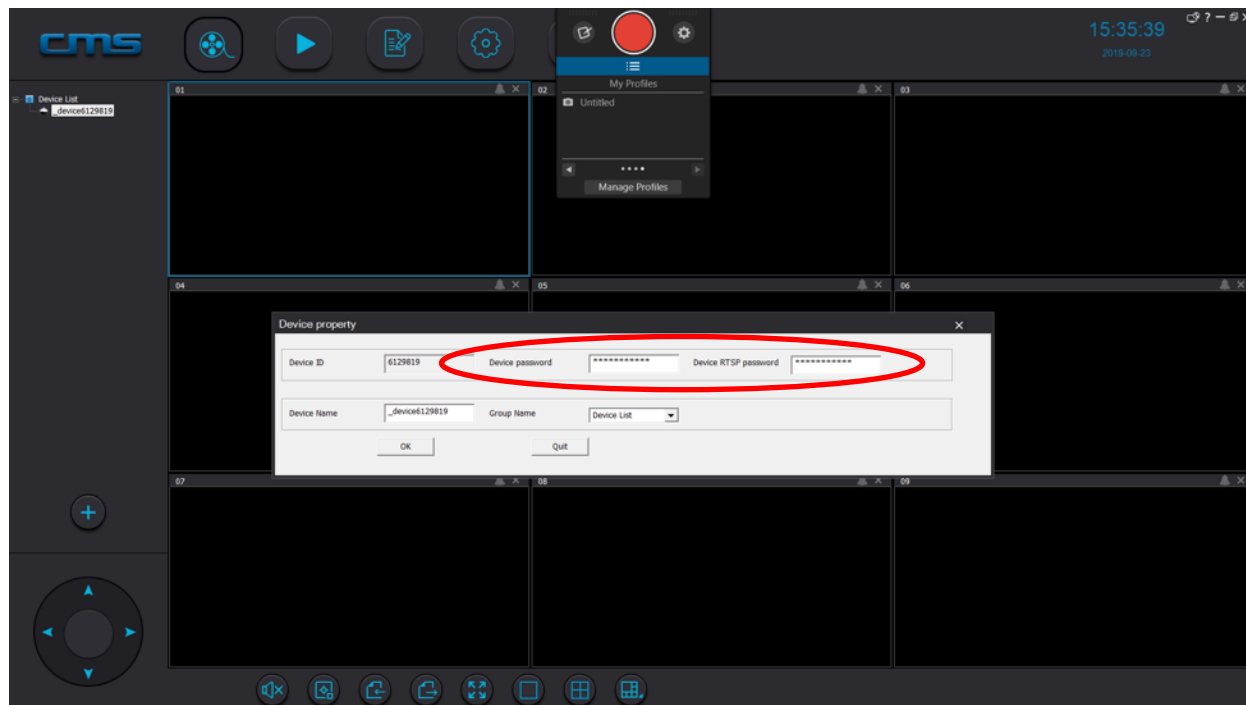 cms
15:35:39
2019-09-23
?
My Profiles
Untitled
Manage Profiles
Device List
_device6129819
01
02
03
04
05
06
Device property
Device ID
6129819
Device password
***********
Device RTSP password
***********
Device Name
_device6129819
Group Name
Device List
OK
Quit
07
08
09